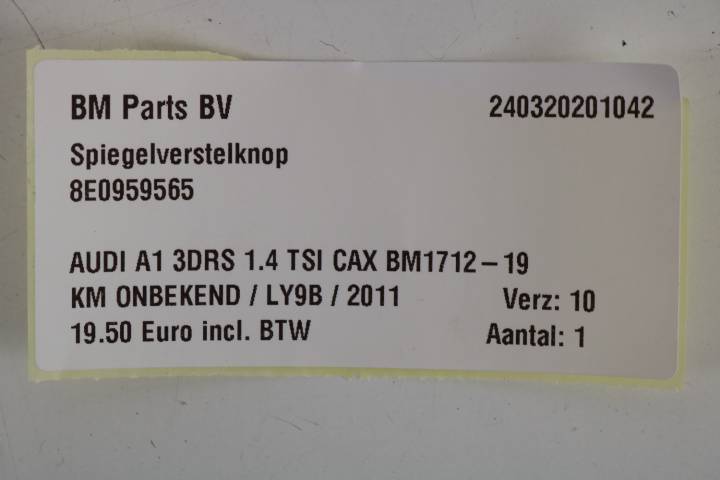 BM Parts BV 240320201042
Spiegelverstelknop
8E0959565
AUDI A1 3DRS 1.4 TSI CAX BM1712-19
KM ONBEKEND / LY9B / 2011 Verz: 10
19.50 Euro incl. BTW Aantal: 1